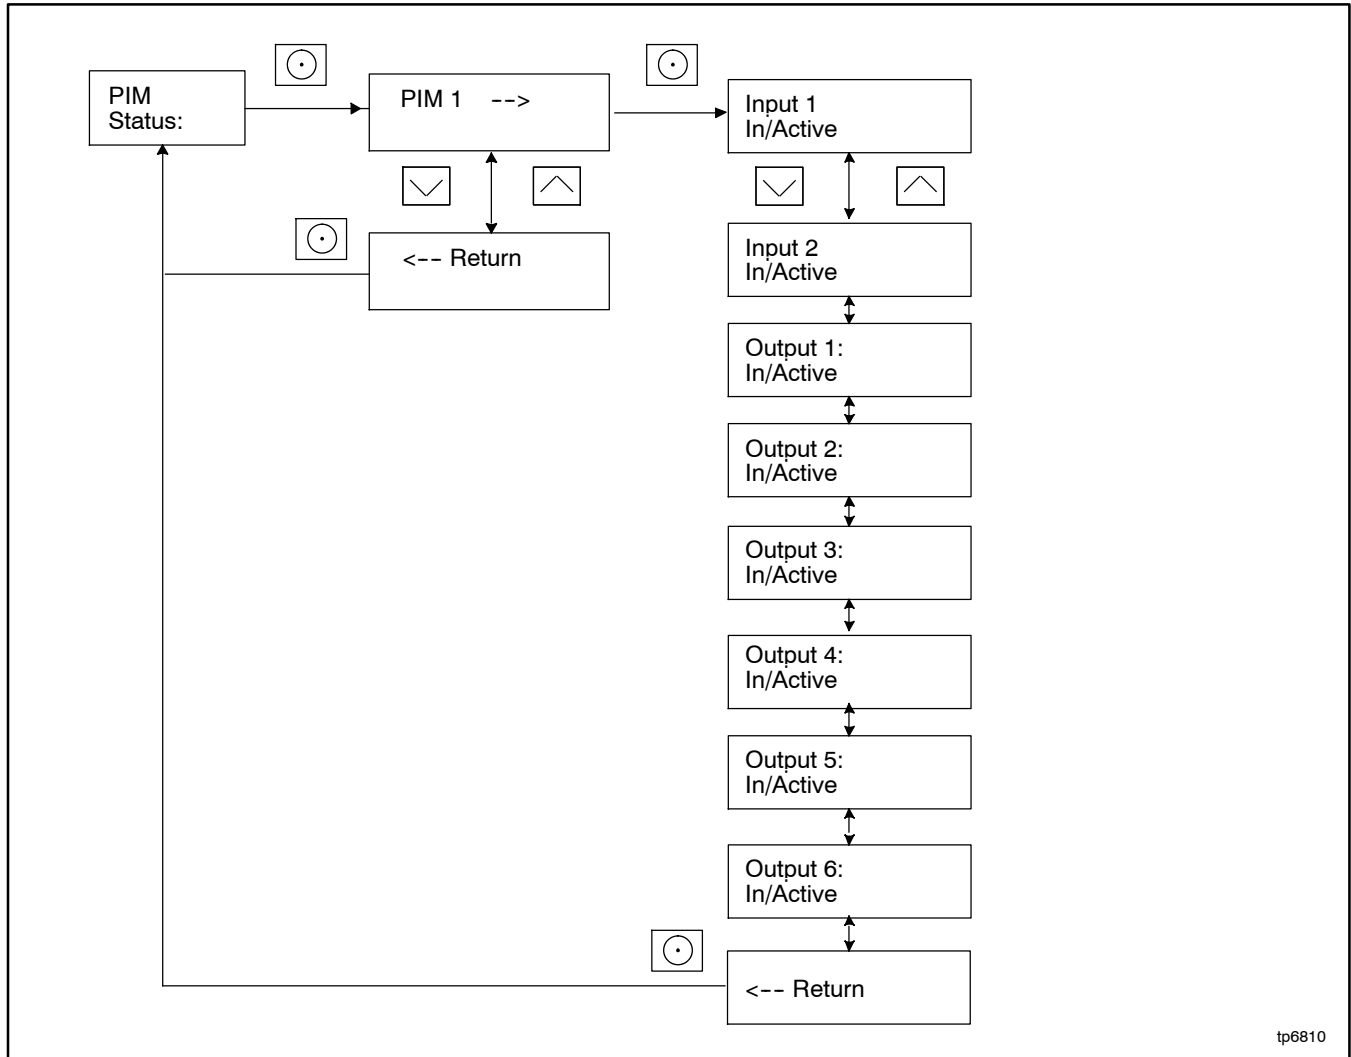 PIM
Status:
PIM 1 -->
<-- Return
Input 1
In/Active
Input 2
In/Active
Output 1:
In/Active
Output 2:
In/Active
Output 3:
In/Active
Output 4:
In/Active
Output 5:
In/Active
Output 6:
In/Active
<-- Return
tp6810